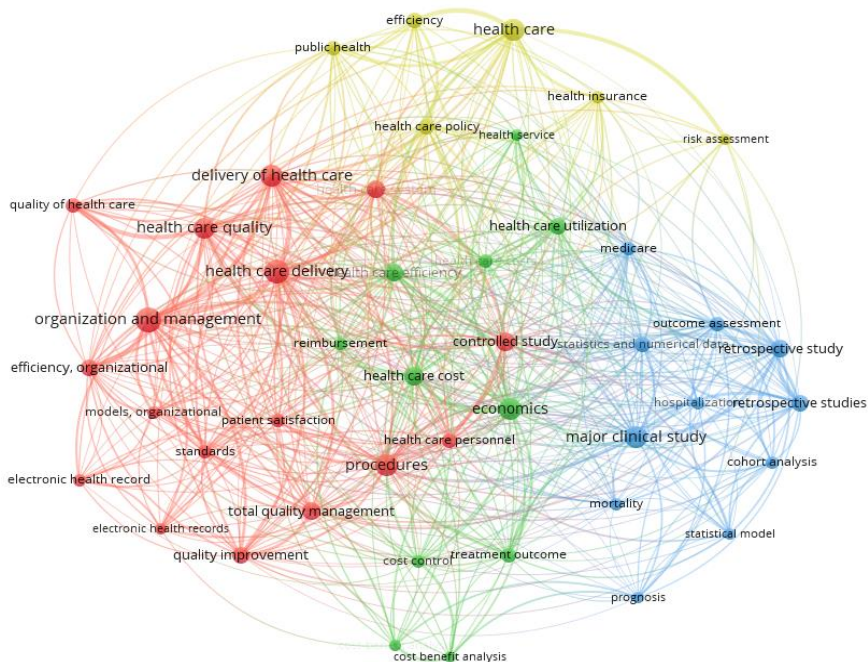 efficiency
health care
public health
health insurance
health care policy
health service
risk assessment
delivery of health care
quality of health care
health care quality
health care utilization
medicare
health care delivery
health care efficiency
organization and management
outcome assessment
reimbursement
controlled study
statistics and numerical data
retrospective study
efficiency, organizational
health care cost
models, organizational
patient satisfaction
economics
hospitalization
retrospective studies
standards
health care personnel
major clinical study
procedures
cohort analysis
electronic health record
mortality
total quality management
electronic health records
statistical model
quality improvement
cost control
treatment outcome
prognosis
cost benefit analysis